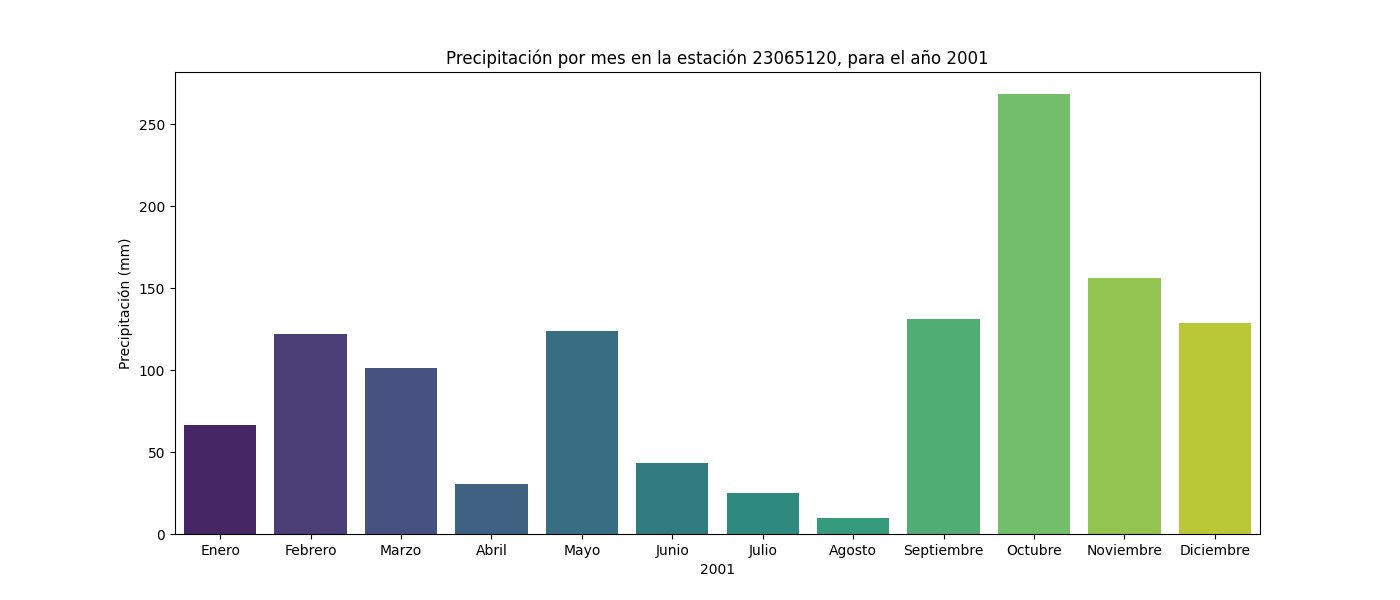 Precipitación por mes en la estación 23065120, para el año 2001
Precipitación (mm)
250
200
150
100
50
0
Enero Febrero Marzo Abril Mayo Junio Julio Agosto Septiembre Octubre Noviembre Diciembre
2001